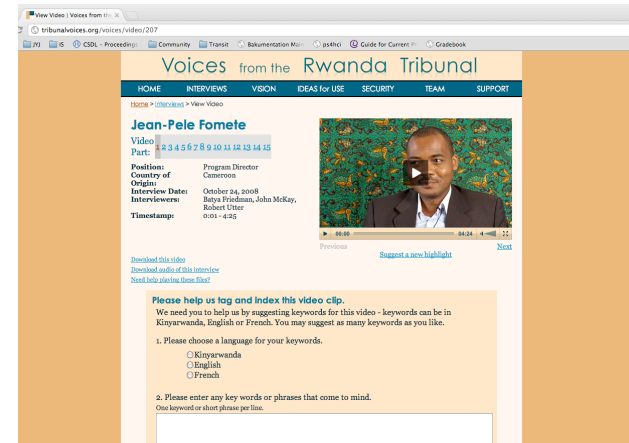 View Video | Voices from the
tribunalvoices.org/voices/video/207
JYJ IS CSDL - Proceedings Community Transit Bakumentation Main ps4hci Guide for Current Gradebook
Voices from the Rwanda Tribunal
HOME INTERVIEWS VISION IDEAS for USE SECURITY TEAM SUPPORT
Home > Interviews > View Video
Jean-Pele Fomete
Video Part: 1 2 3 4 5 6 7 8 9 10 11 12 13 14 15
Position: Program Director
Country of Origin: Cameroon
Interview Date: October 24, 2008
Interviewers: Batya Friedman, John McKay,
Robert Utter
Timestamp: 0:01 - 4:25
00:00 04:24
Previous Next
Suggest a new highlight
Download this video
Download audio of this interview
Need help playing these files?
Please help us tag and index this video clip.
We need you to help us by suggesting keywords for this video - keywords can be in
Kinyarwanda, English or French. You may suggest as many keywords as you like.
1. Please choose a language for your keywords.
Kinyarwanda
English
French
2. Please enter any key words or phrases that come to mind.
One keyword or short phrase per line.